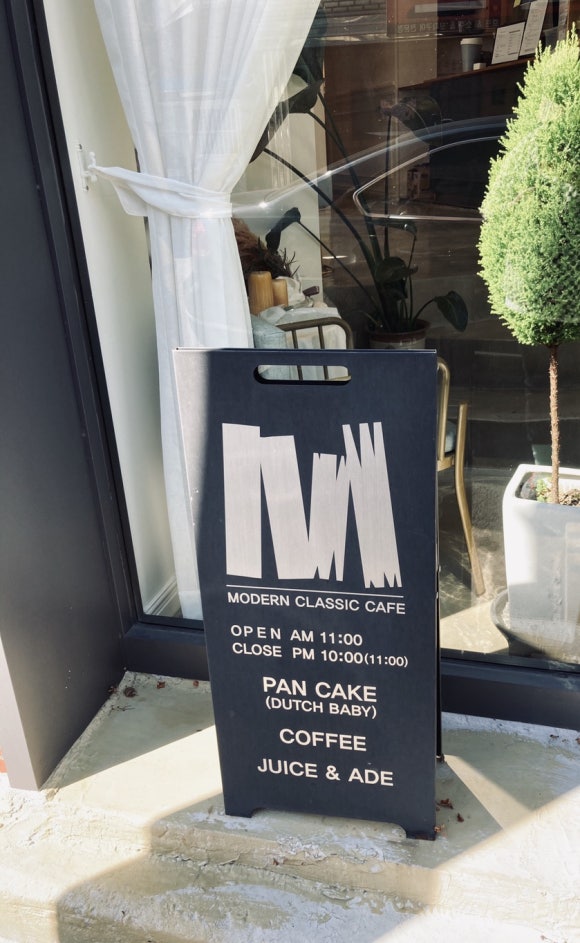 M
MODERN CLASSIC CAFE
OPEN AM 11:00
CLOSE PM 10:00(11:00)
PAN CAKE
(DUTCH BABY)
COFFEE
JUICE & ADE